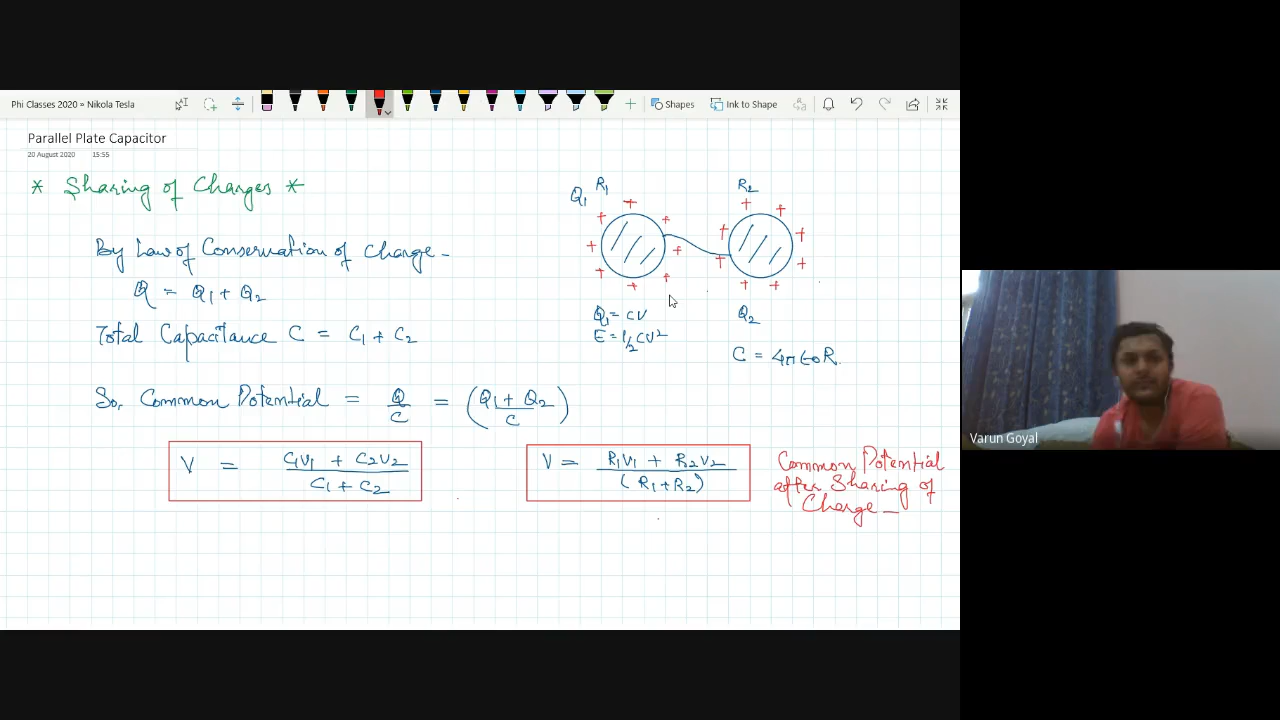 Phi Classes 2020 » Nikola Tesla
Shapes
Ink to Shape
Parallel Plate Capacitor
20 August 2020 15:55
* Sharing of Charges *
By Law of Conservation of Charge -
Q = Q1 + Q2
Total Capacitance C = C1 + C2
So, Common Potential = Q/C = (Q1 + Q2 / C)
V = C1V1 + C2V2 / C1 + C2
V = R1V1 + R2V2 / (R1 + R2)
Common Potential
after Sharing of
Charge -
Q1 R1
R2
+ + + + + + + + +
+ + + + + + + + +
Q1 = CV
E = 1/2 CV²
Q2
C = 4π∈0R.
Varun Goyal